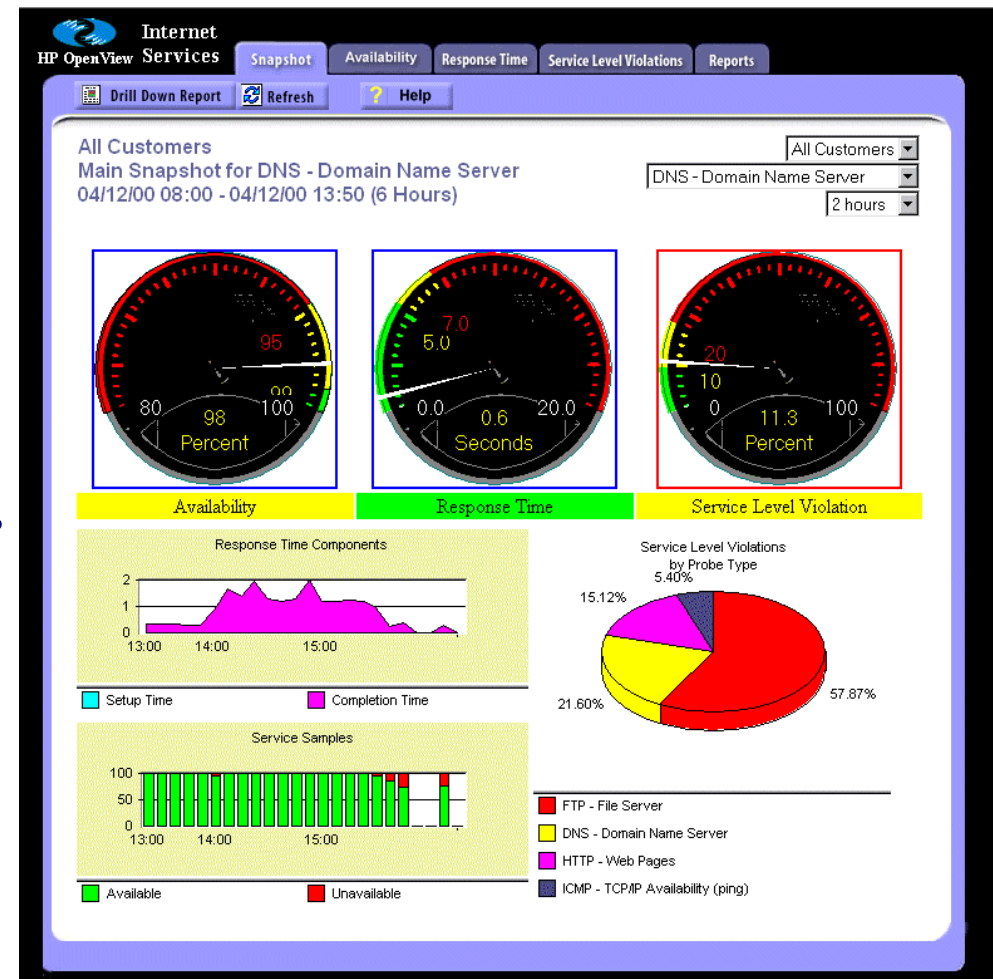 Internet
HP OpenView Services
Snapshot
Availability
Response Time
Service Level Violations
Reports
Drill Down Report
Refresh
? Help
All Customers
Main Snapshot for DNS - Domain Name Server
04/12/00 08:00 - 04/12/00 13:50 (6 Hours)
All Customers
DNS - Domain Name Server
2 hours
95
80
100
98
Percent
7.0
5.0
0.0
20.0
0.6
Seconds
20
10
0
100
11.3
Percent
Availability
Response Time
Service Level Violation
Response Time Components
2
1
0
13:00 14:00 15:00
Setup Time
Completion Time
Service Level Violations
by Probe Type
5.40%
15.12%
21.60%
57.87%
Service Samples
100
50
0
13:00 14:00 15:00
Available
Unavailable
FTP - File Server
DNS - Domain Name Server
HTTP - Web Pages
ICMP - TCP/IP Availability (ping)